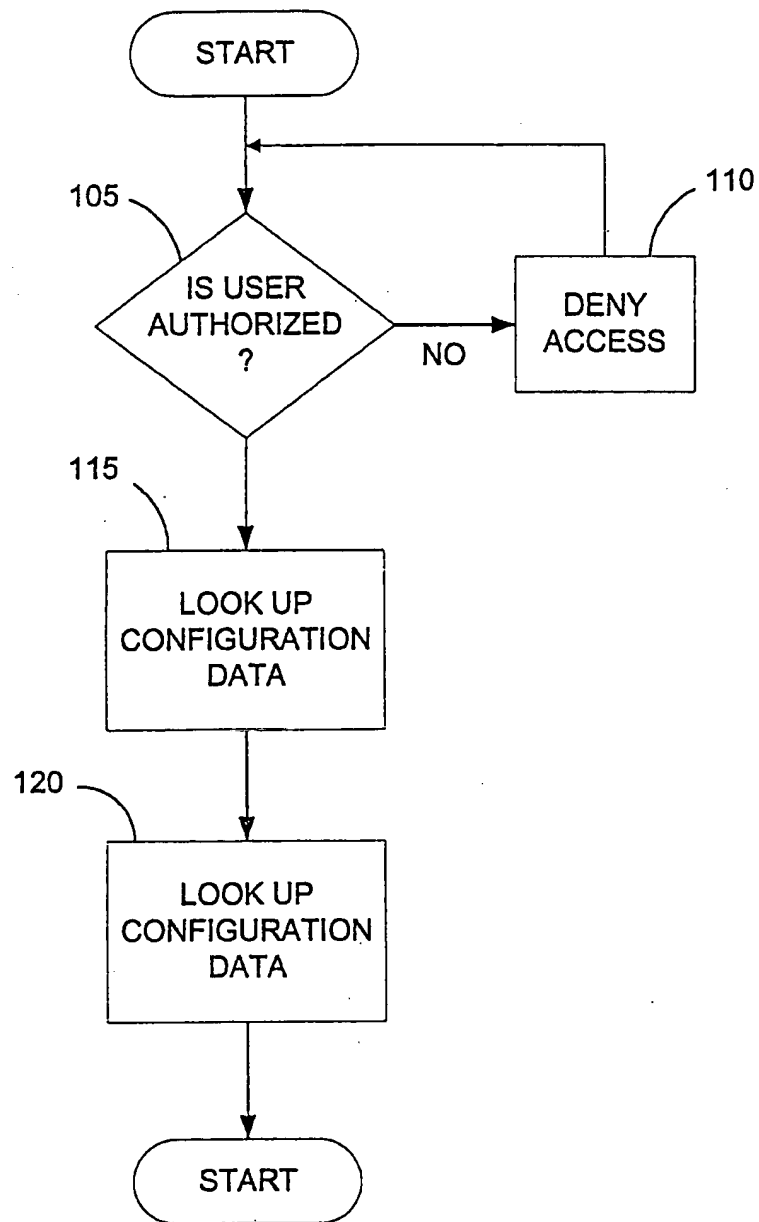 START
105
110
IS USER
AUTHORIZED
?
NO
DENY
ACCESS
115
LOOK UP
CONFIGURATION
DATA
120
LOOK UP
CONFIGURATION
DATA
START